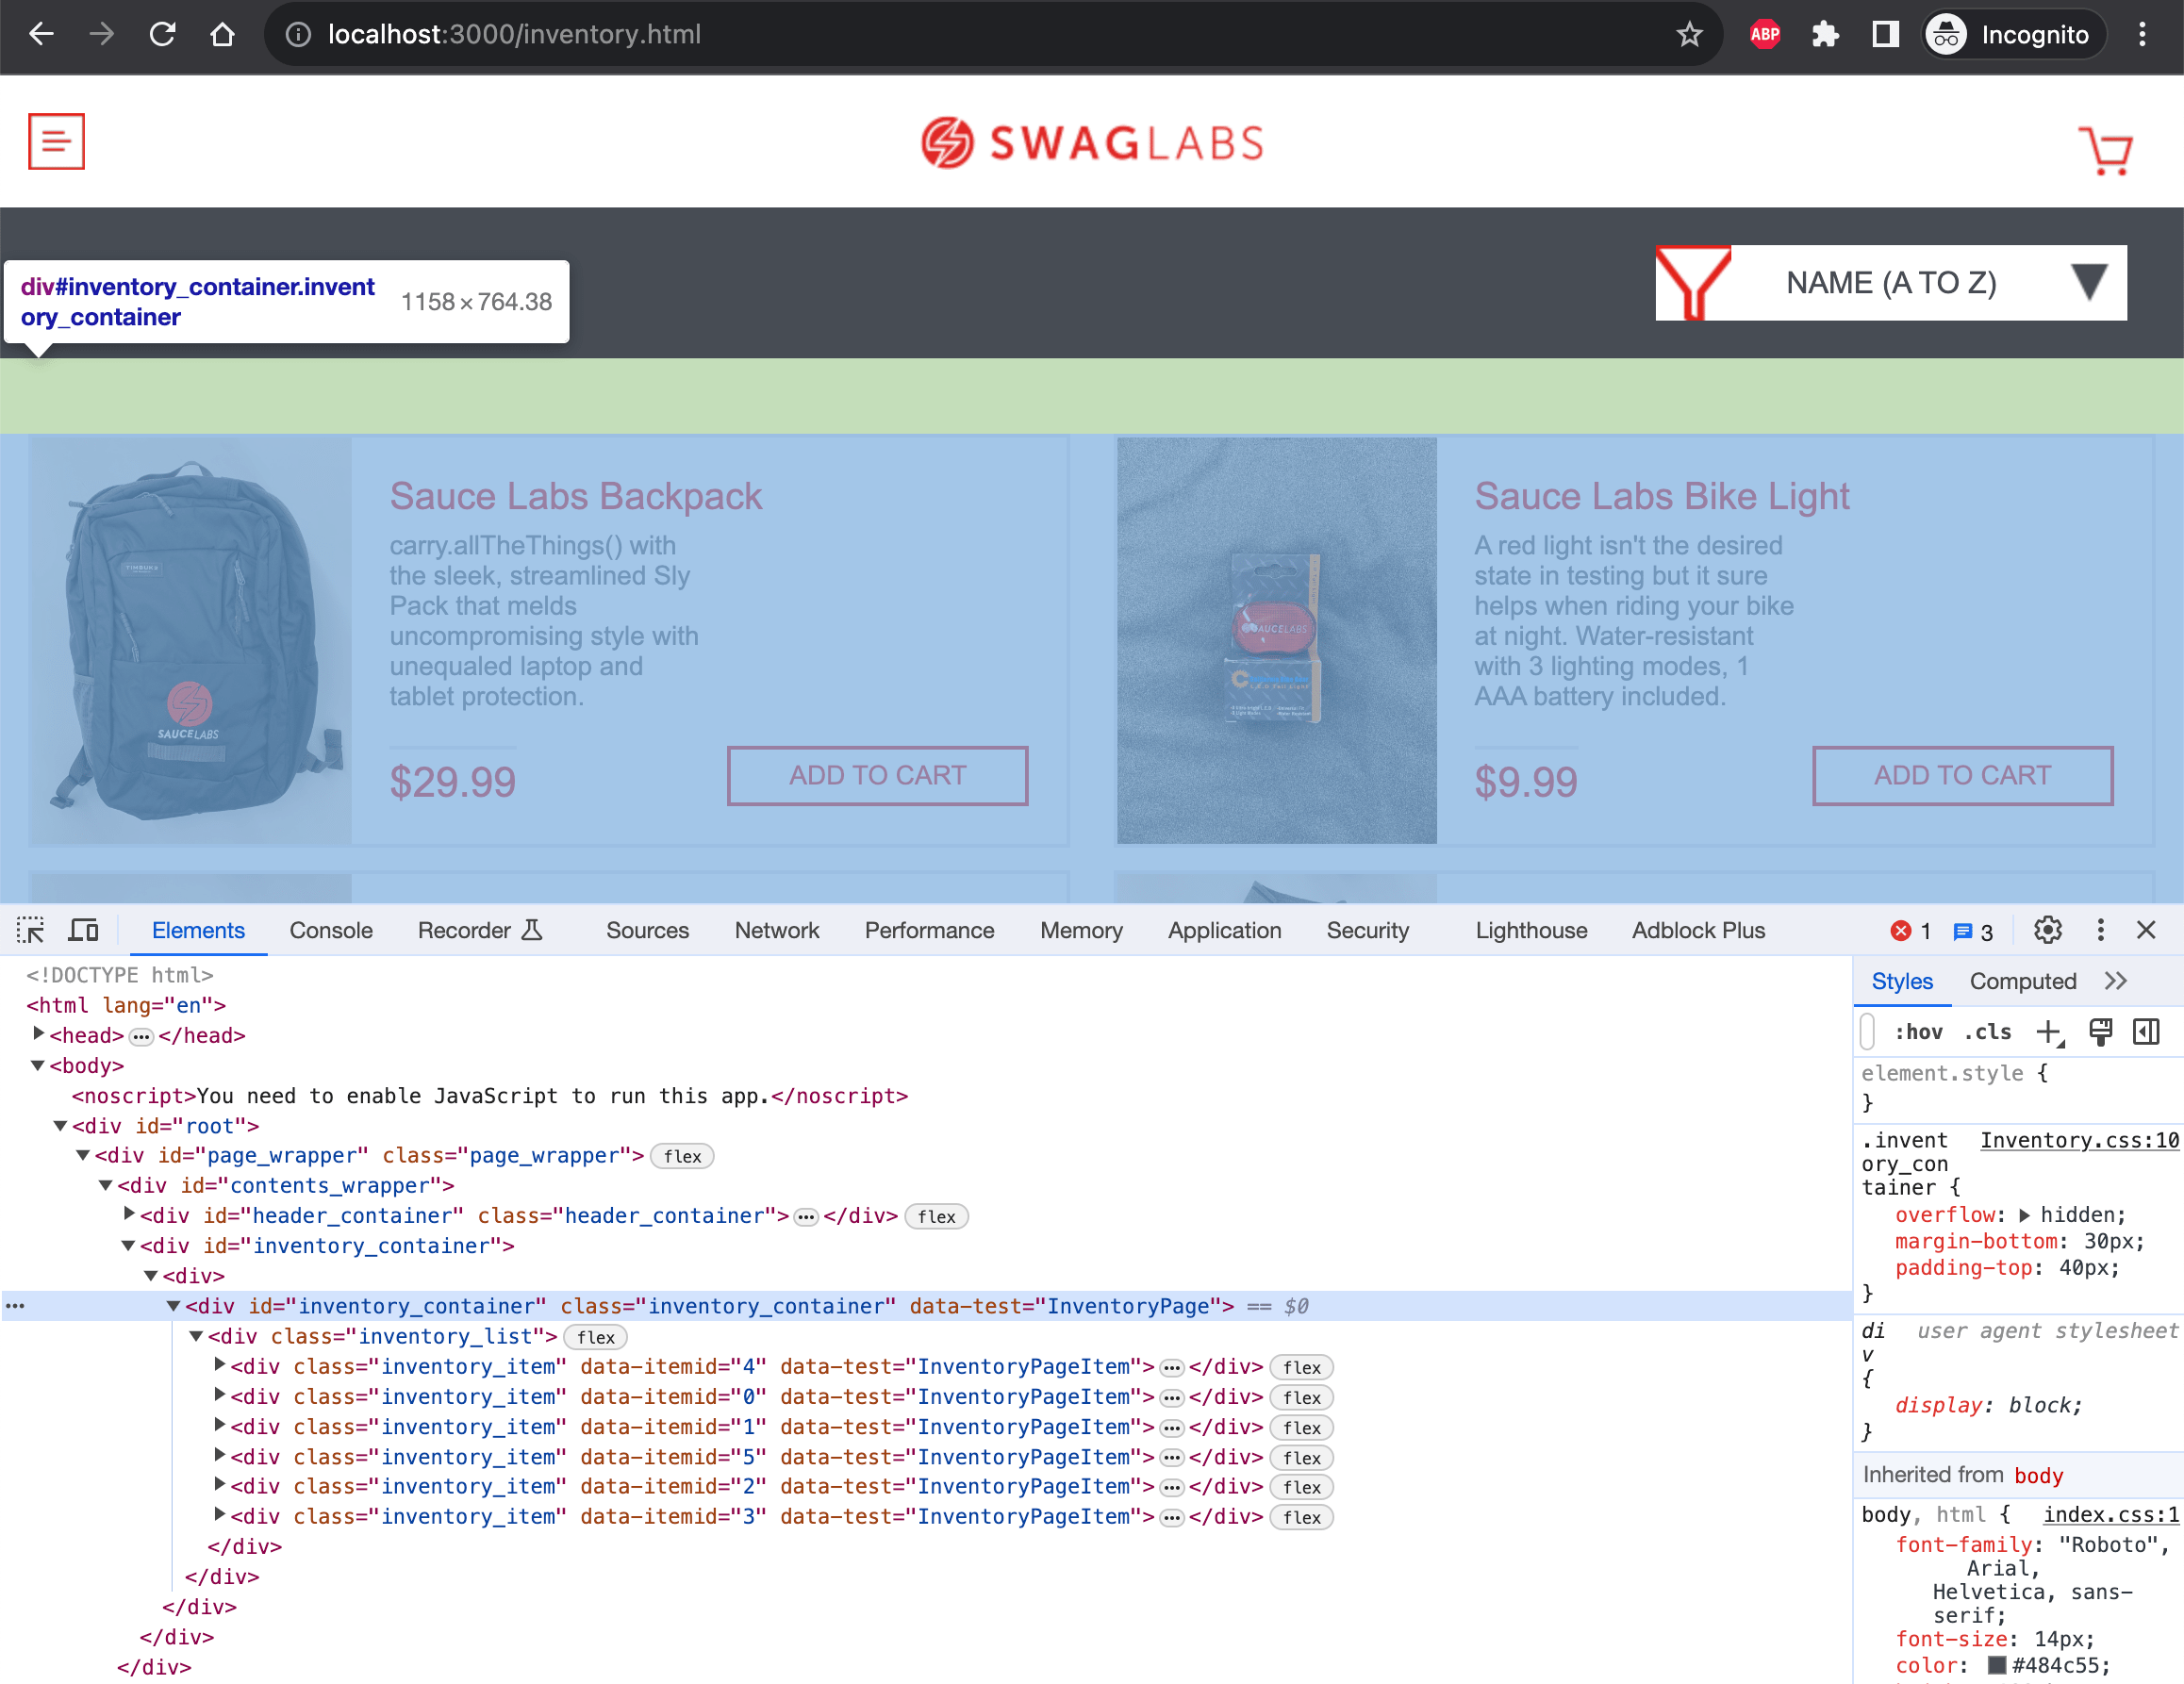 localhost:3000/inventory.html
ABP
Incognito
SWAGLABS
div#inventory_container.invent
ory_container
1158 × 764.38
NAME (A TO Z)
Sauce Labs Backpack
carry.allTheThings() with
the sleek, streamlined Sly
Pack that melds
uncompromising style with
unequaled laptop and
tablet protection.
$29.99
ADD TO CART
SAUCELABS
Sauce Labs Bike Light
A red light isn't the desired
state in testing but it sure
helps when riding your bike
at night. Water-resistant
with 3 lighting modes, 1
AAA battery included.
$9.99
ADD TO CART
SAUCELABS
Elements Console Recorder Sources Network Performance Memory Application Security Lighthouse Adblock Plus 1 3
<!DOCTYPE html>
<html lang="en">
<head>…</head>
<body>
<noscript>You need to enable JavaScript to run this app.</noscript>
<div id="root">
<div id="page_wrapper" class="page_wrapper"> flex
<div id="contents_wrapper">
<div id="header_container" class="header_container">…</div> flex
<div id="inventory_container">
<div>
… <div id="inventory_container" class="inventory_container" data-test="InventoryPage"> == $0
<div class="inventory_list"> flex
<div class="inventory_item" data-itemid="4" data-test="InventoryPageItem">…</div> flex
<div class="inventory_item" data-itemid="0" data-test="InventoryPageItem">…</div> flex
<div class="inventory_item" data-itemid="1" data-test="InventoryPageItem">…</div> flex
<div class="inventory_item" data-itemid="5" data-test="InventoryPageItem">…</div> flex
<div class="inventory_item" data-itemid="2" data-test="InventoryPageItem">…</div> flex
<div class="inventory_item" data-itemid="3" data-test="InventoryPageItem">…</div> flex
</div>
</div>
</div>
</div>
</div>
Styles Computed
:hov .cls
element.style {
}
.invent Inventory.css:10
ory_con
tainer {
overflow: hidden;
margin-bottom: 30px;
padding-top: 40px;
}
di user agent stylesheet
v
{
display: block;
}
Inherited from body
body, html { index.css:1
font-family: "Roboto",
Arial,
Helvetica, sans-
serif;
font-size: 14px;
color: #484c55;